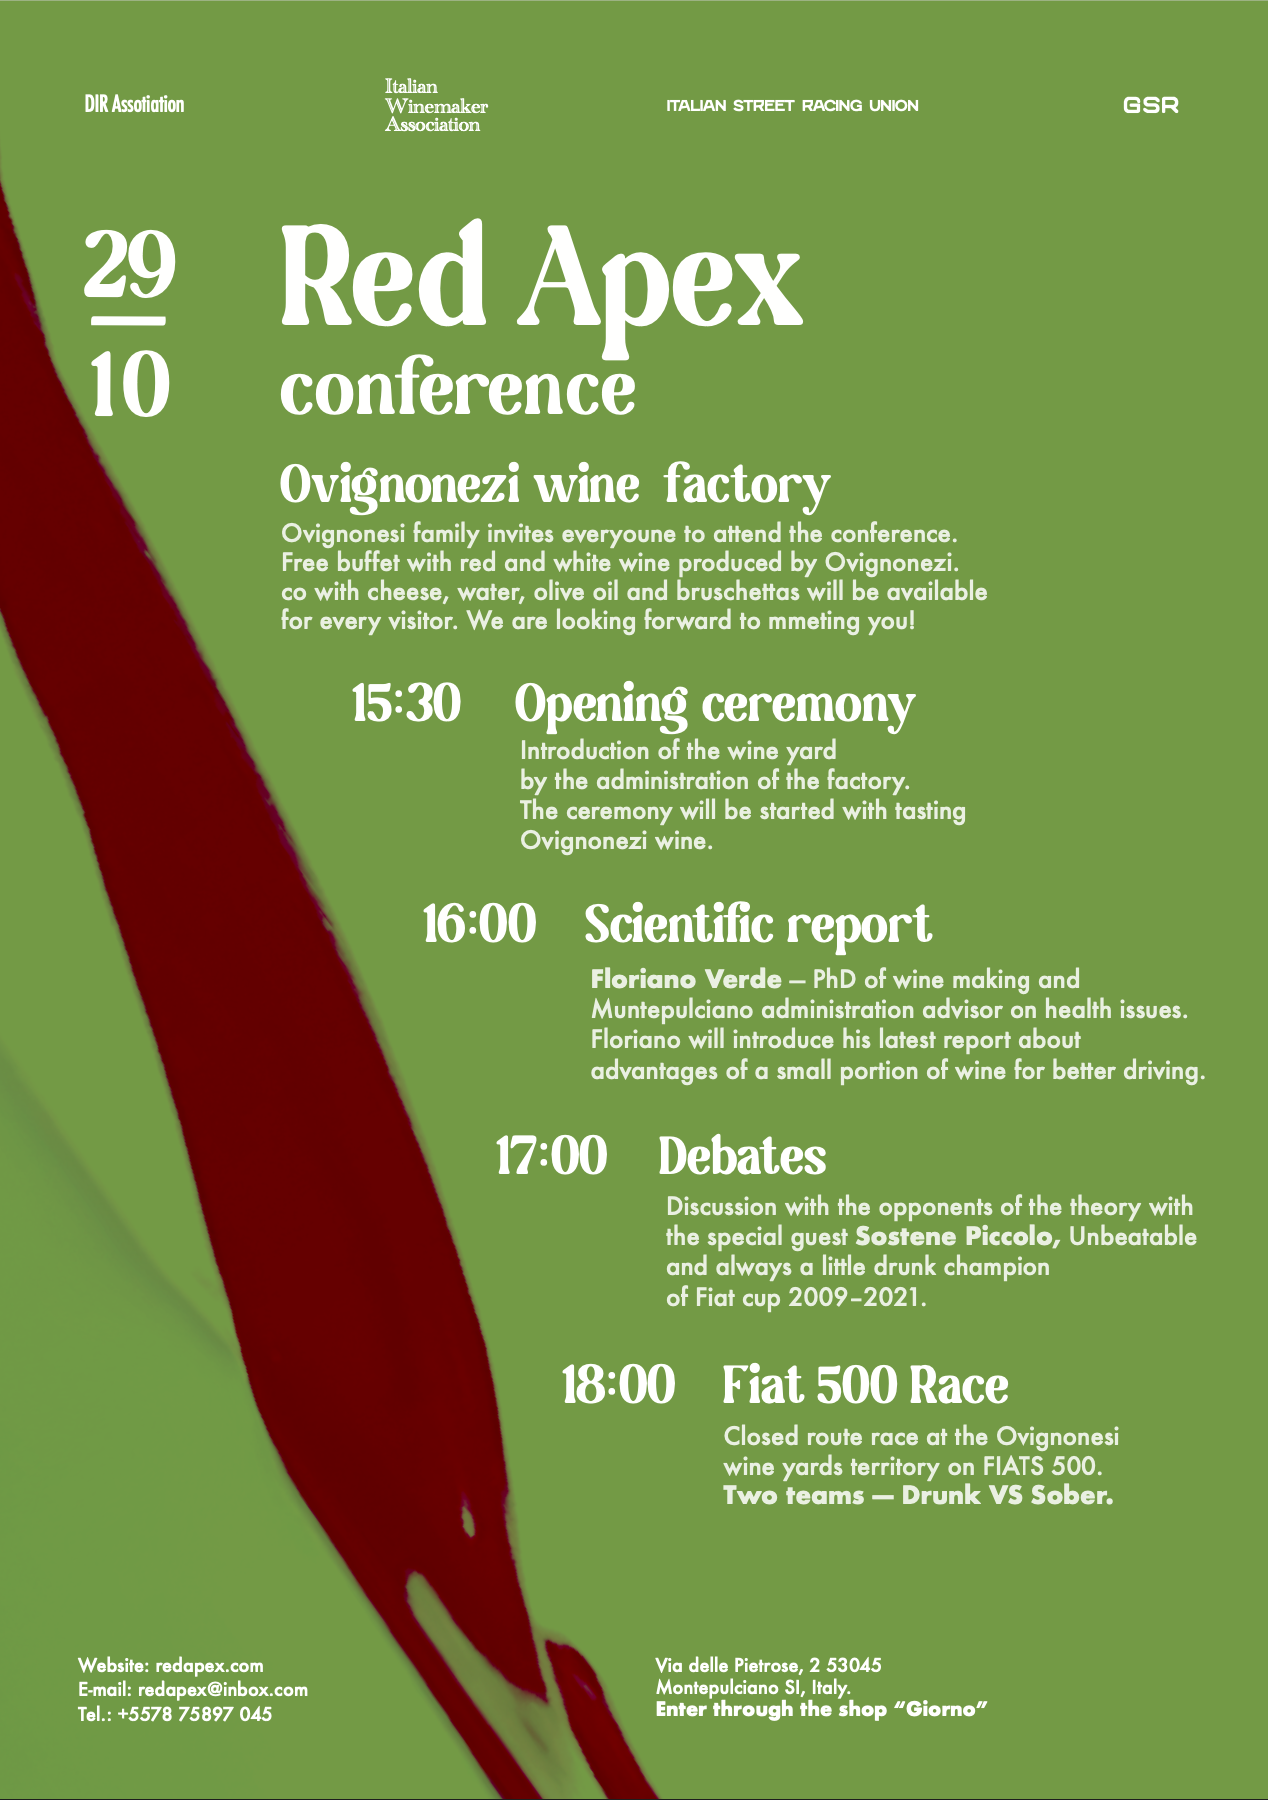 DIR Assotiation
Italian
Winemaker
Association
ITALIAN STREET RACING UNION
GSR
29
10
Red Apex
conference
Ovignonezi wine factory
Ovignonesi family invites everyoune to attend the conference.
Free buffet with red and white wine produced by Ovignonezi.
co with cheese, water, olive oil and bruschettas will be available
for every visitor. We are looking forward to mmeting you!
15:30 Opening ceremony
Introduction of the wine yard
by the administration of the factory.
The ceremony will be started with tasting
Ovignonezi wine.
16:00 Scientific report
Floriano Verde — PhD of wine making and
Muntepulciano administration advisor on health issues.
Floriano will introduce his latest report about
advantages of a small portion of wine for better driving.
17:00 Debates
Discussion with the opponents of the theory with
the special guest Sostene Piccolo, Unbeatable
and always a little drunk champion
of Fiat cup 2009–2021.
18:00 Fiat 500 Race
Closed route race at the Ovignonesi
wine yards territory on FIATS 500.
Two teams — Drunk VS Sober.
Website: redapex.com
E-mail: redapex@inbox.com
Tel.: +5578 75897 045
Via delle Pietrose, 2 53045
Montepulciano SI, Italy.
Enter through the shop “Giorno”